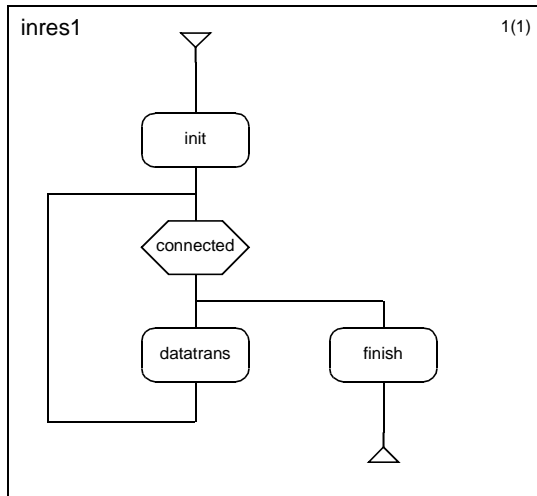 inres1
1(1)
init
connected
datatrans
finish